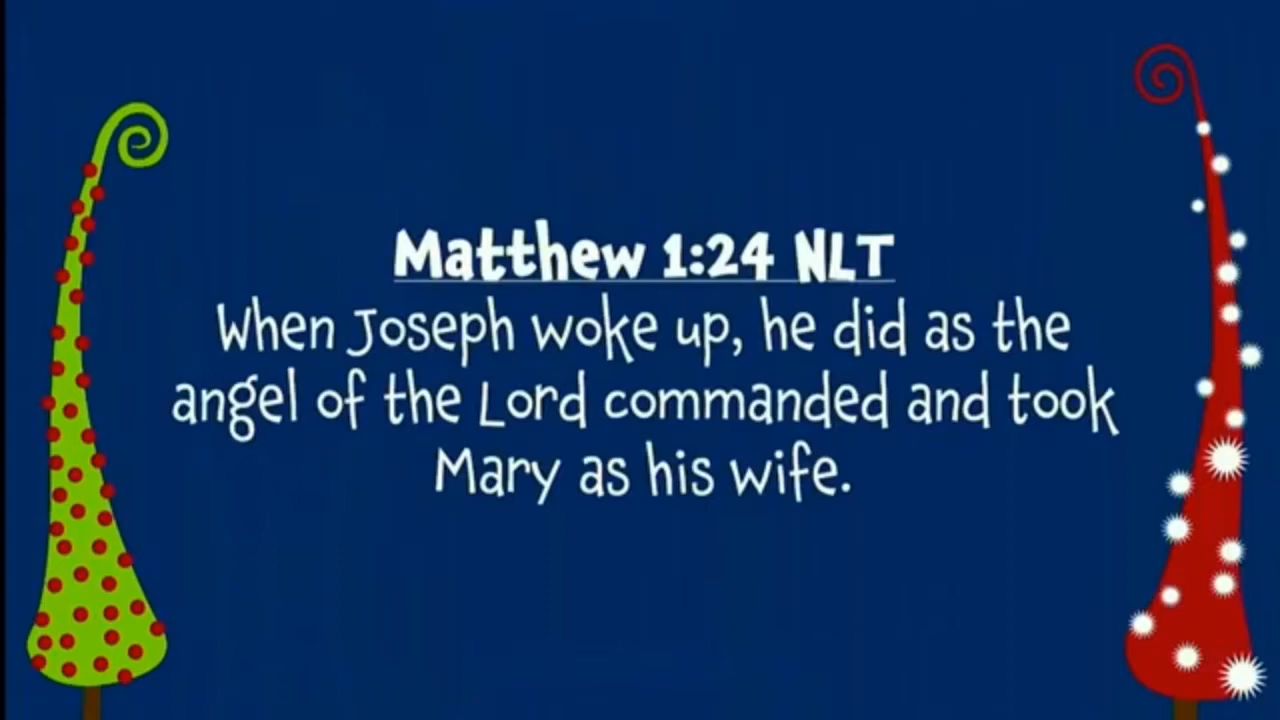 Matthew 1:24 NLT
When Joseph woke up, he did as the
angel of the Lord commanded and took
Mary as his wife.